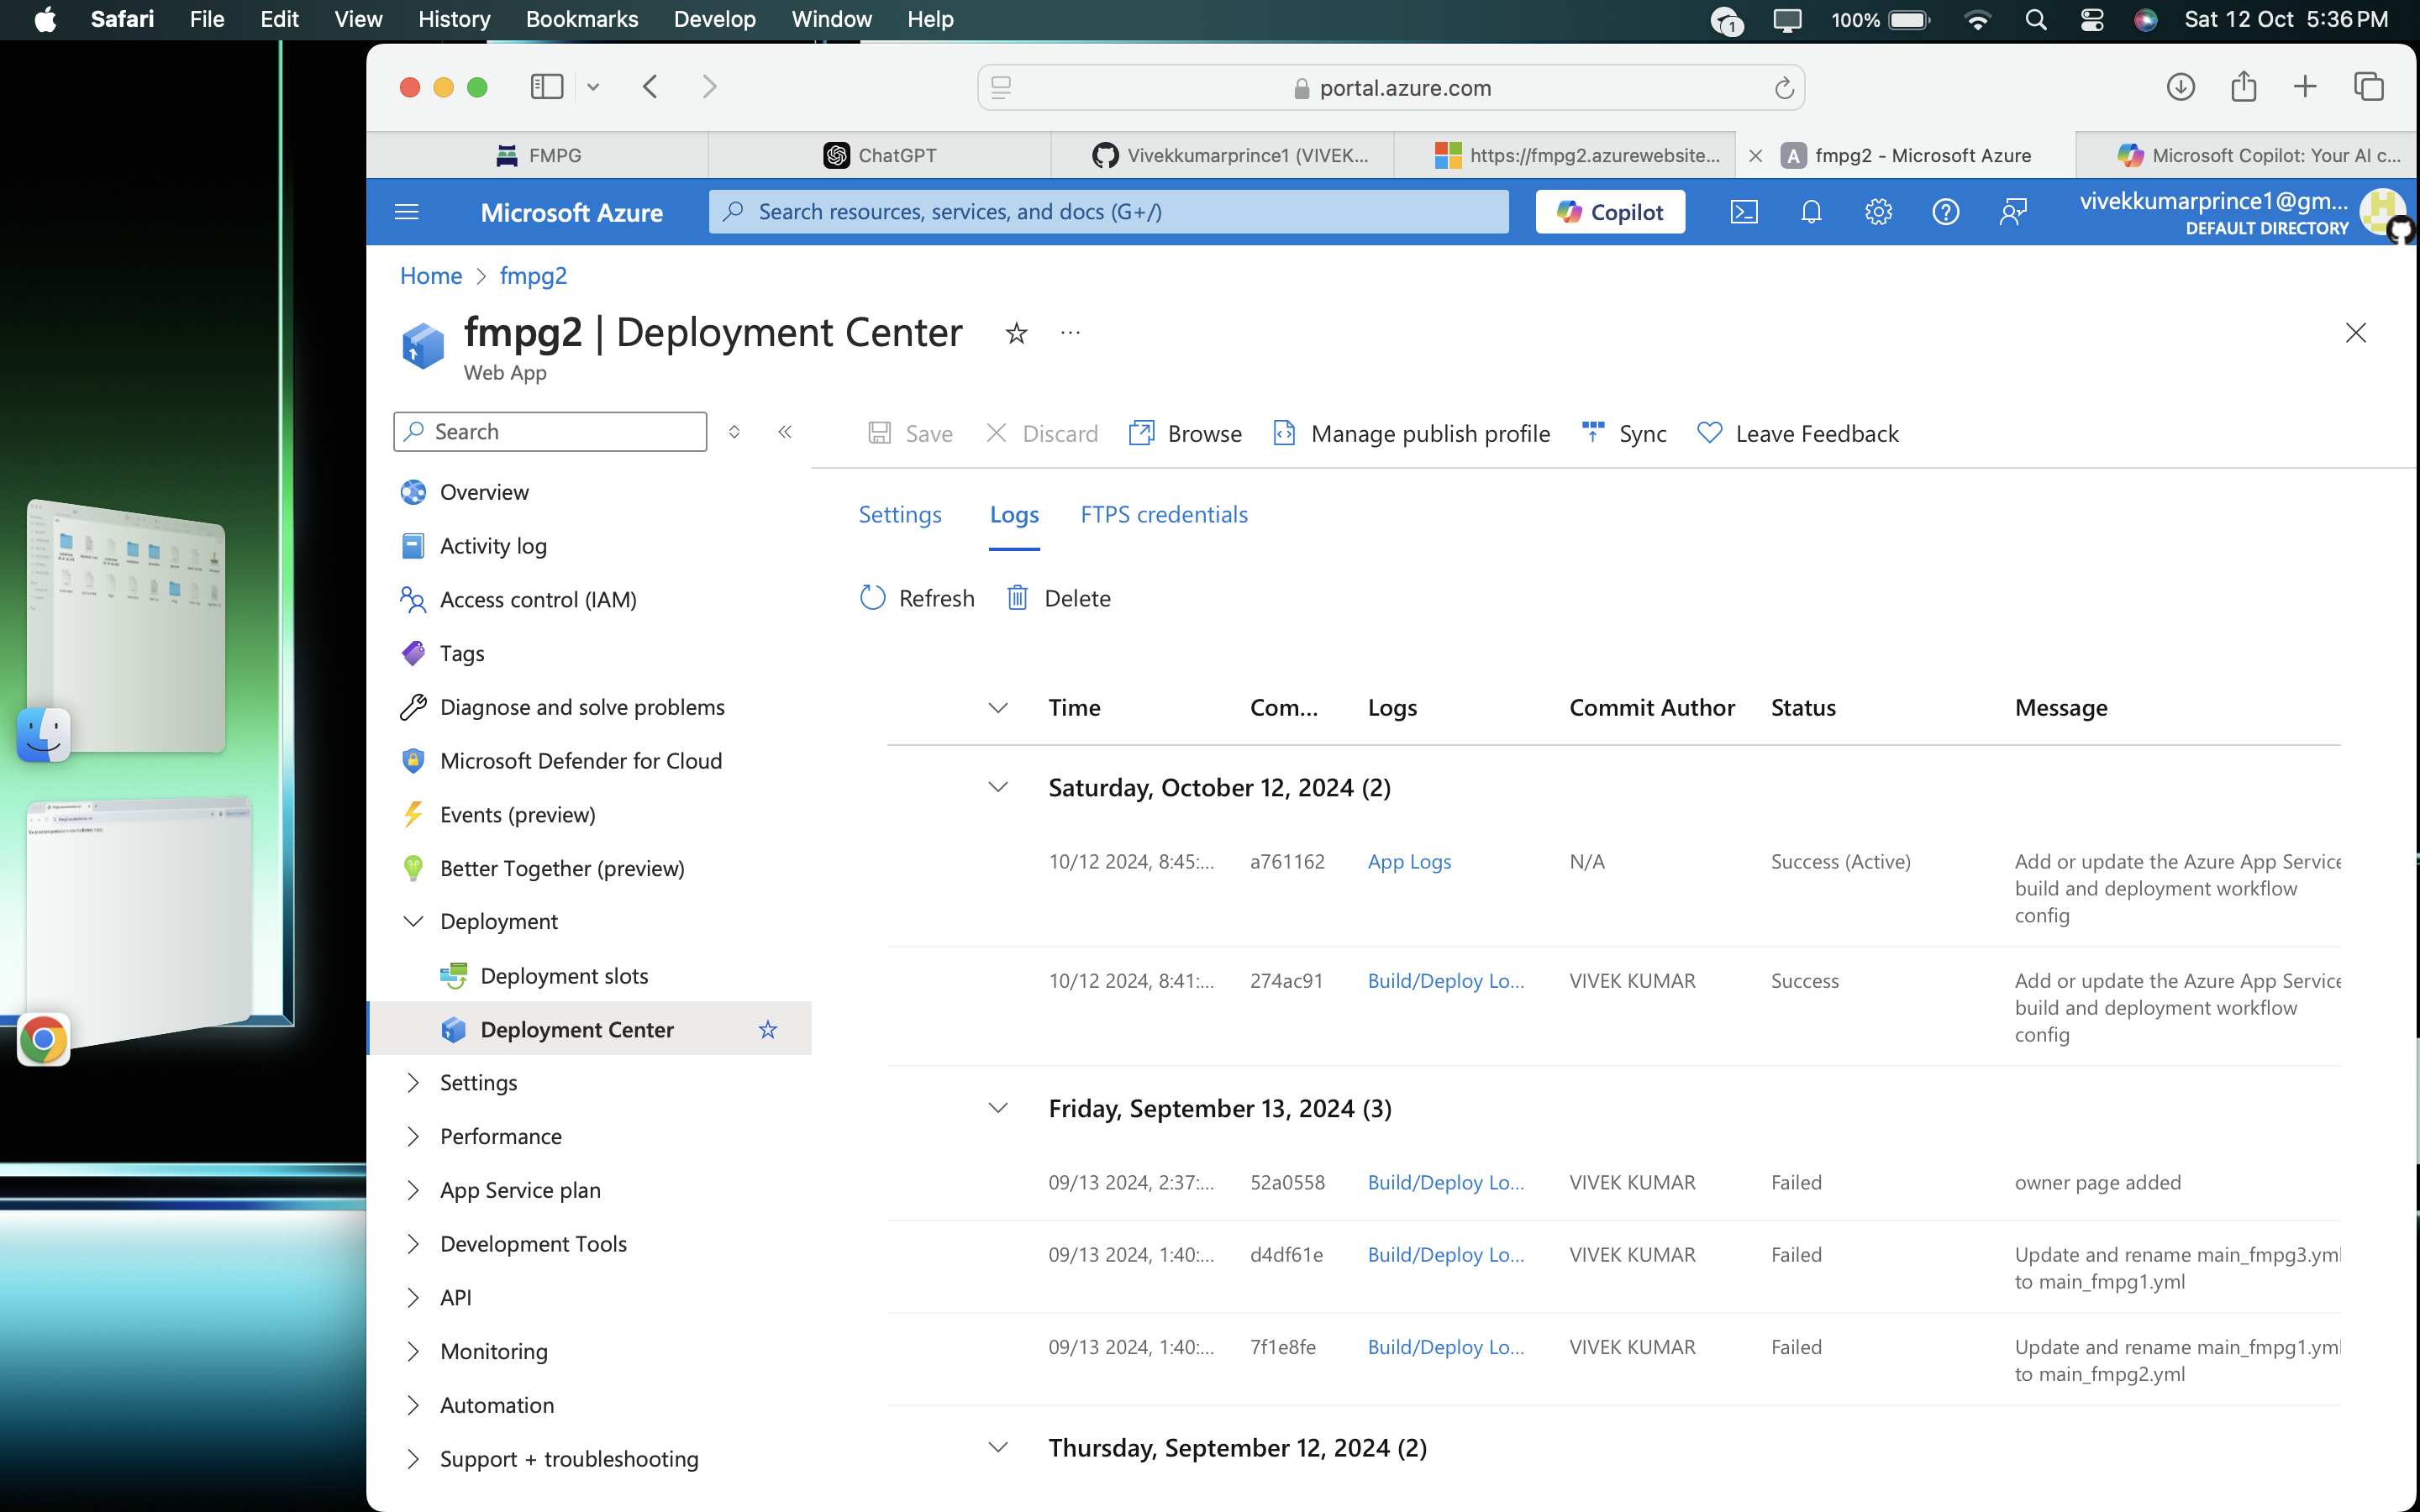 Safari File Edit View History Bookmarks Develop Window Help
1 100% Sat 12 Oct 5:36 PM
portal.azure.com
FMPG
ChatGPT
Vivekkumarprince1 (VIVEK...
https://fmpg2.azurewebsite...
A fmpg2 - Microsoft Azure
Microsoft Copilot: Your AI c...
Microsoft Azure
Search resources, services, and docs (G+/)
Copilot
vivekkumarprince1@gm...
DEFAULT DIRECTORY
Home > fmpg2
fmpg2 | Deployment Center
Web App
Search
Save Discard Browse Manage publish profile Sync Leave Feedback
Overview
Activity log
Access control (IAM)
Tags
Diagnose and solve problems
Microsoft Defender for Cloud
Events (preview)
Better Together (preview)
Deployment
Deployment slots
Deployment Center
Settings
Performance
App Service plan
Development Tools
API
Monitoring
Automation
Support + troubleshooting
Settings Logs FTPS credentials
Refresh Delete
Time Com... Logs Commit Author Status Message
Saturday, October 12, 2024 (2)
10/12 2024, 8:45:... a761162 App Logs N/A Success (Active) Add or update the Azure App Service
build and deployment workflow
config
10/12 2024, 8:41:... 274ac91 Build/Deploy Lo... VIVEK KUMAR Success Add or update the Azure App Service
build and deployment workflow
config
Friday, September 13, 2024 (3)
09/13 2024, 2:37:... 52a0558 Build/Deploy Lo... VIVEK KUMAR Failed owner page added
09/13 2024, 1:40:... d4df61e Build/Deploy Lo... VIVEK KUMAR Failed Update and rename main_fmpg3.yml
to main_fmpg1.yml
09/13 2024, 1:40:... 7f1e8fe Build/Deploy Lo... VIVEK KUMAR Failed Update and rename main_fmpg1.yml
to main_fmpg2.yml
Thursday, September 12, 2024 (2)